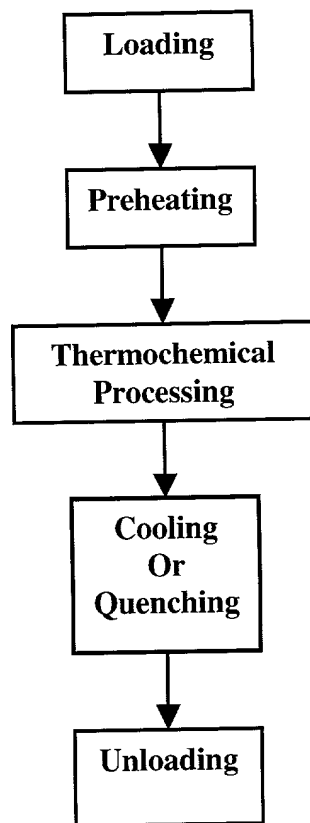 Loading
Preheating
Thermochemical
Processing
Cooling
Or
Quenching
Unloading